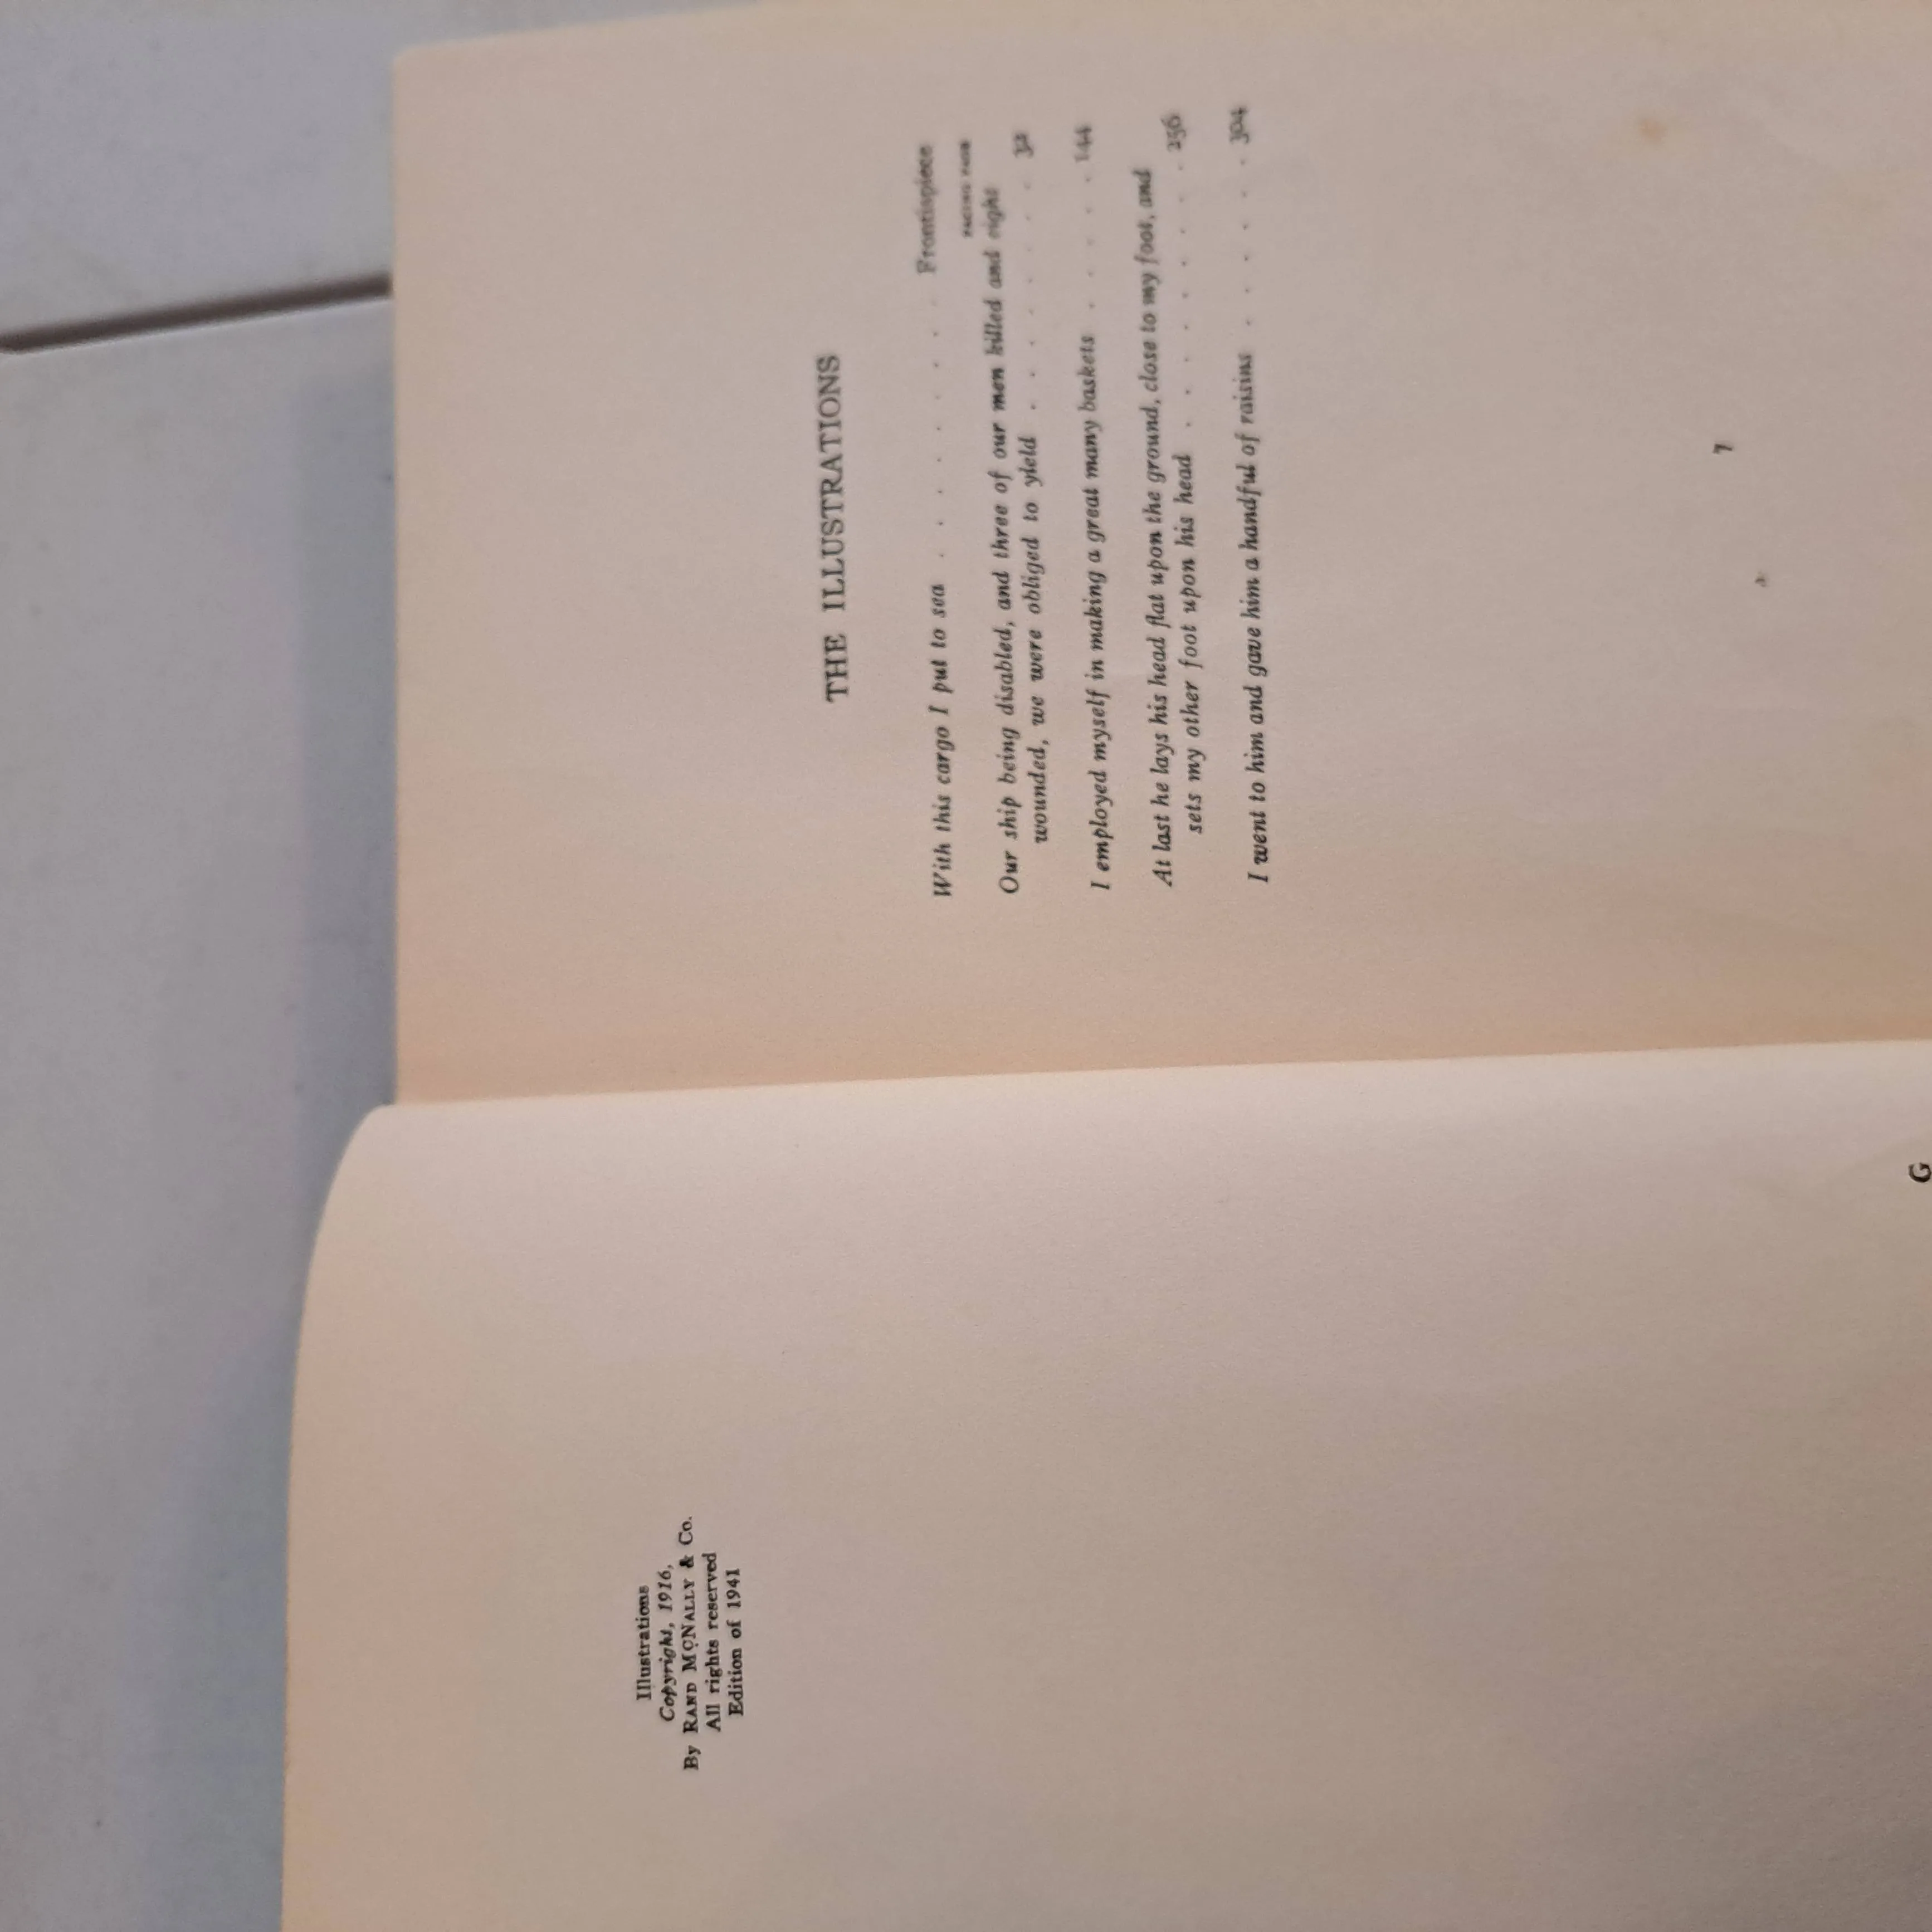 Illustrations
Copyright, 1916,
By RAND MCNALLY & Co.
All rights reserved
Edition of 1941
G
THE ILLUSTRATIONS
With this cargo I put to sea . . . . . . . Frontispiece
FACING PAGE
Our ship being disabled, and three of our men killed and eight
wounded, we were obliged to yield . . . . . . . 32
I employed myself in making a great many baskets . . . . . 144
At last he lays his head flat upon the ground, close to my foot, and
sets my other foot upon his head . . . . . . . . 256
I went to him and gave him a handful of raisins . . . . . . 304
7